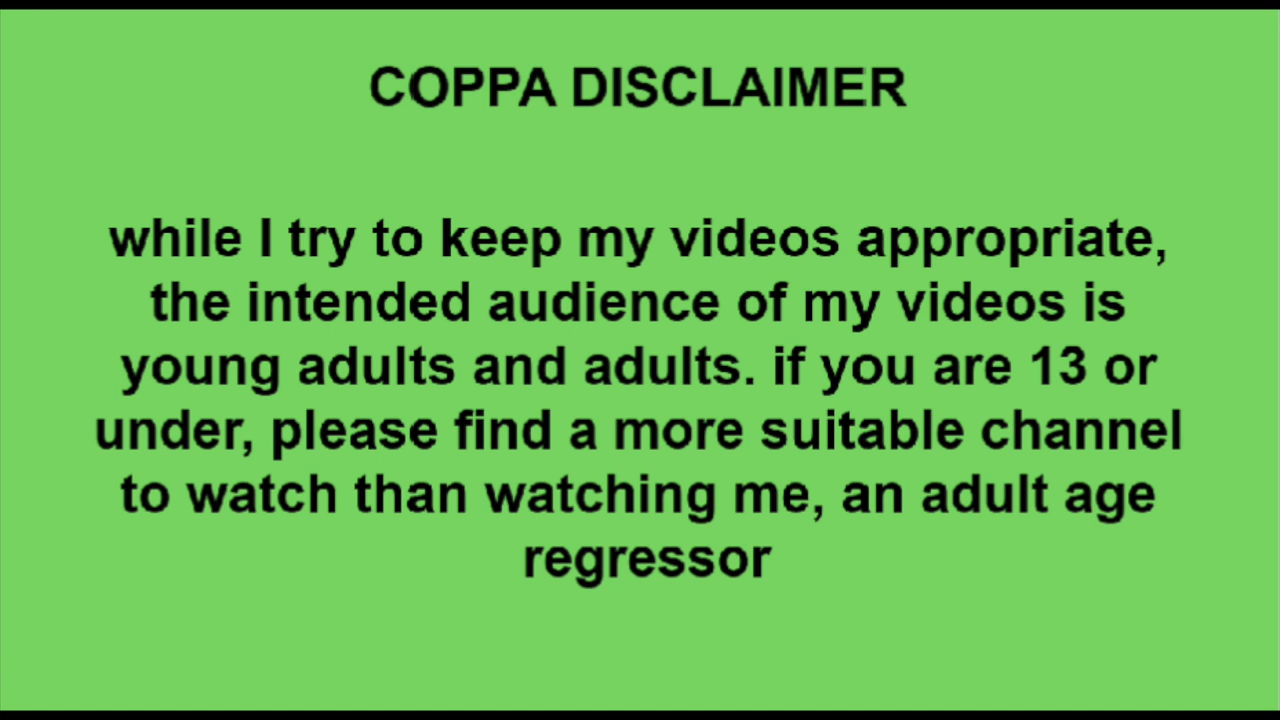 COPPA DISCLAIMER
while I try to keep my videos appropriate,
the intended audience of my videos is
young adults and adults. if you are 13 or
under, please find a more suitable channel
to watch than watching me, an adult age
regressor